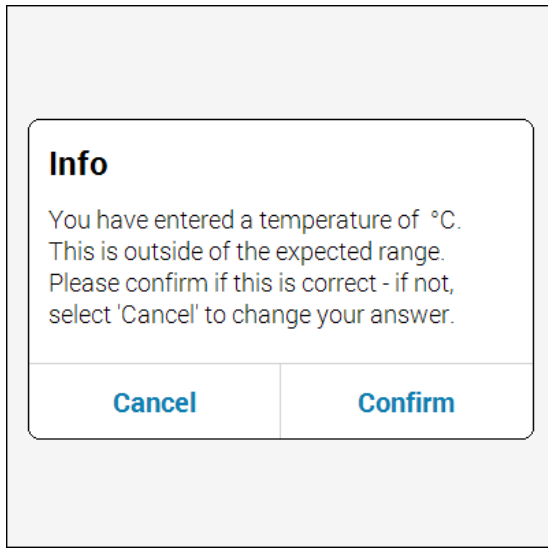 Info
You have entered a temperature of  °C.
This is outside of the expected range.
Please confirm if this is correct - if not,
select 'Cancel' to change your answer.
Cancel
Confirm